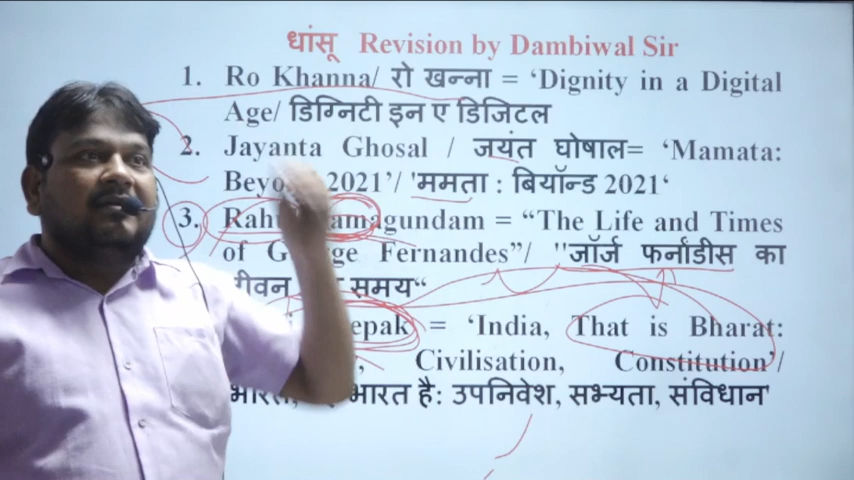 धांसू Revision by Dambiwal Sir
1. Ro Khanna/ रो खन्ना = ‘Dignity in a Digital
Age/ डिग्निटी इन ए डिजिटल
2. Jayanta Ghosal / जयंत घोषाल= ‘Mamata:
2021’/ 'ममता : बियॉन्ड 2021‘
3. = “The Life and Times
of Fernandes”/ "जॉर्ज फर्नांडीस का
समय“
= ‘India, That is Bharat:
, Civilisation, Constitution’/
भारत है: उपनिवेश, सभ्यता, संविधान'